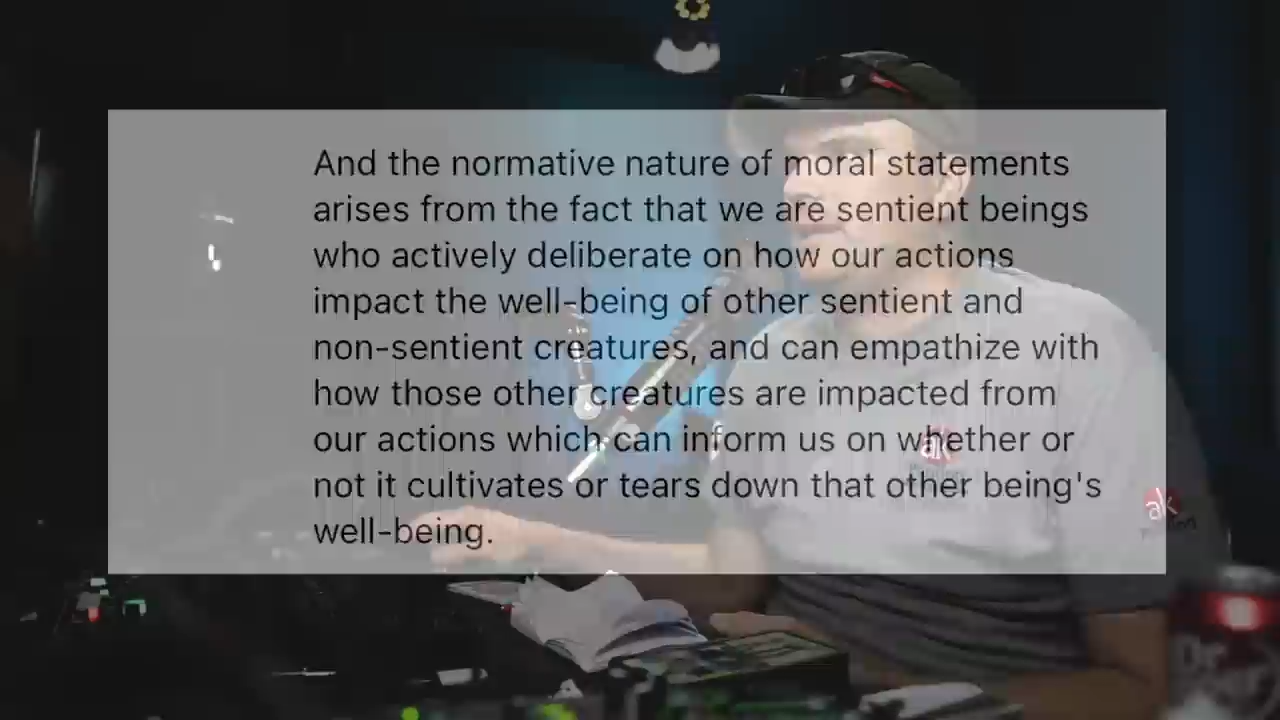 And the normative nature of moral statements
arises from the fact that we are sentient beings
who actively deliberate on how our actions
impact the well-being of other sentient and
non-sentient creatures, and can empathize with
how those other creatures are impacted from
our actions which can inform us on whether or
not it cultivates or tears down that other being's
well-being.
ak
ak